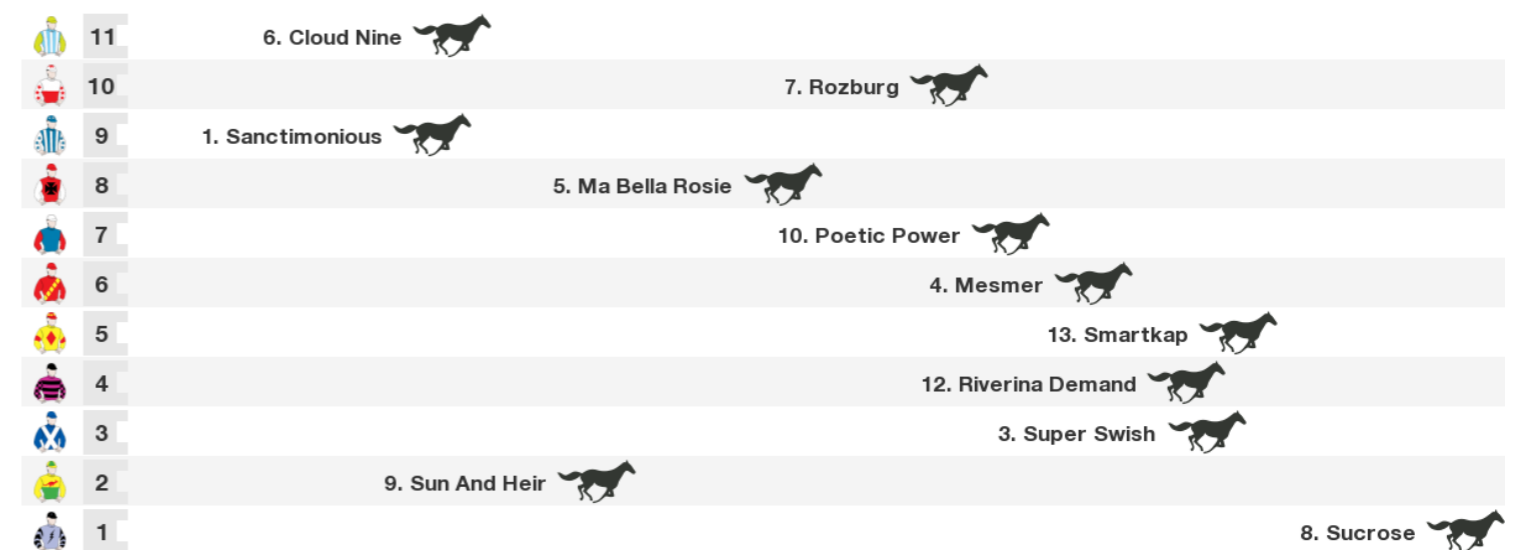 11 6. Cloud Nine
10 7. Rozburg
9 1. Sanctimonious
8 5. Ma Bella Rosie
7 10. Poetic Power
6 4. Mesmer
5 13. Smartkap
4 12. Riverina Demand
3 3. Super Swish
2 9. Sun And Heir
1 8. Sucrose